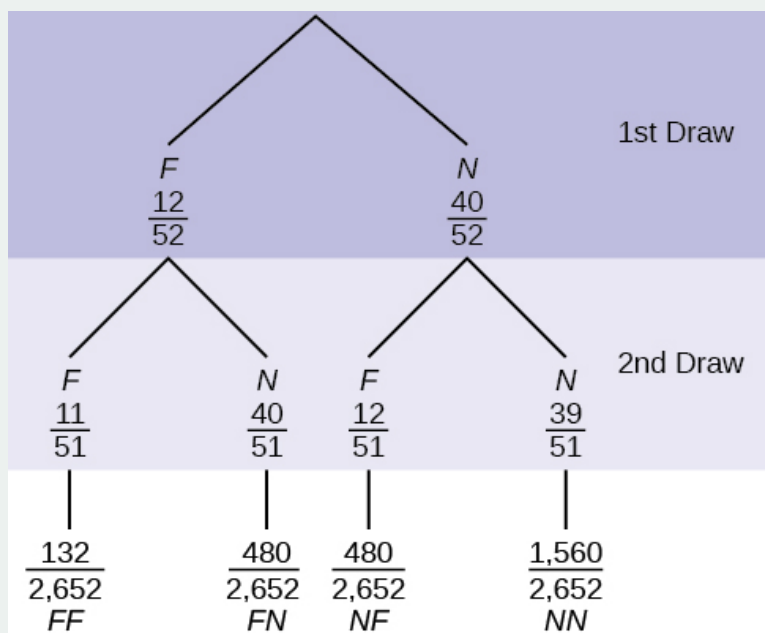 1st Draw
F N
12 40
52 52
2nd Draw
F N F N
11 40 12 39
51 51 51 51
132 480 480 1,560
2,652 2,652 2,652 2,652
FF FN NF NN